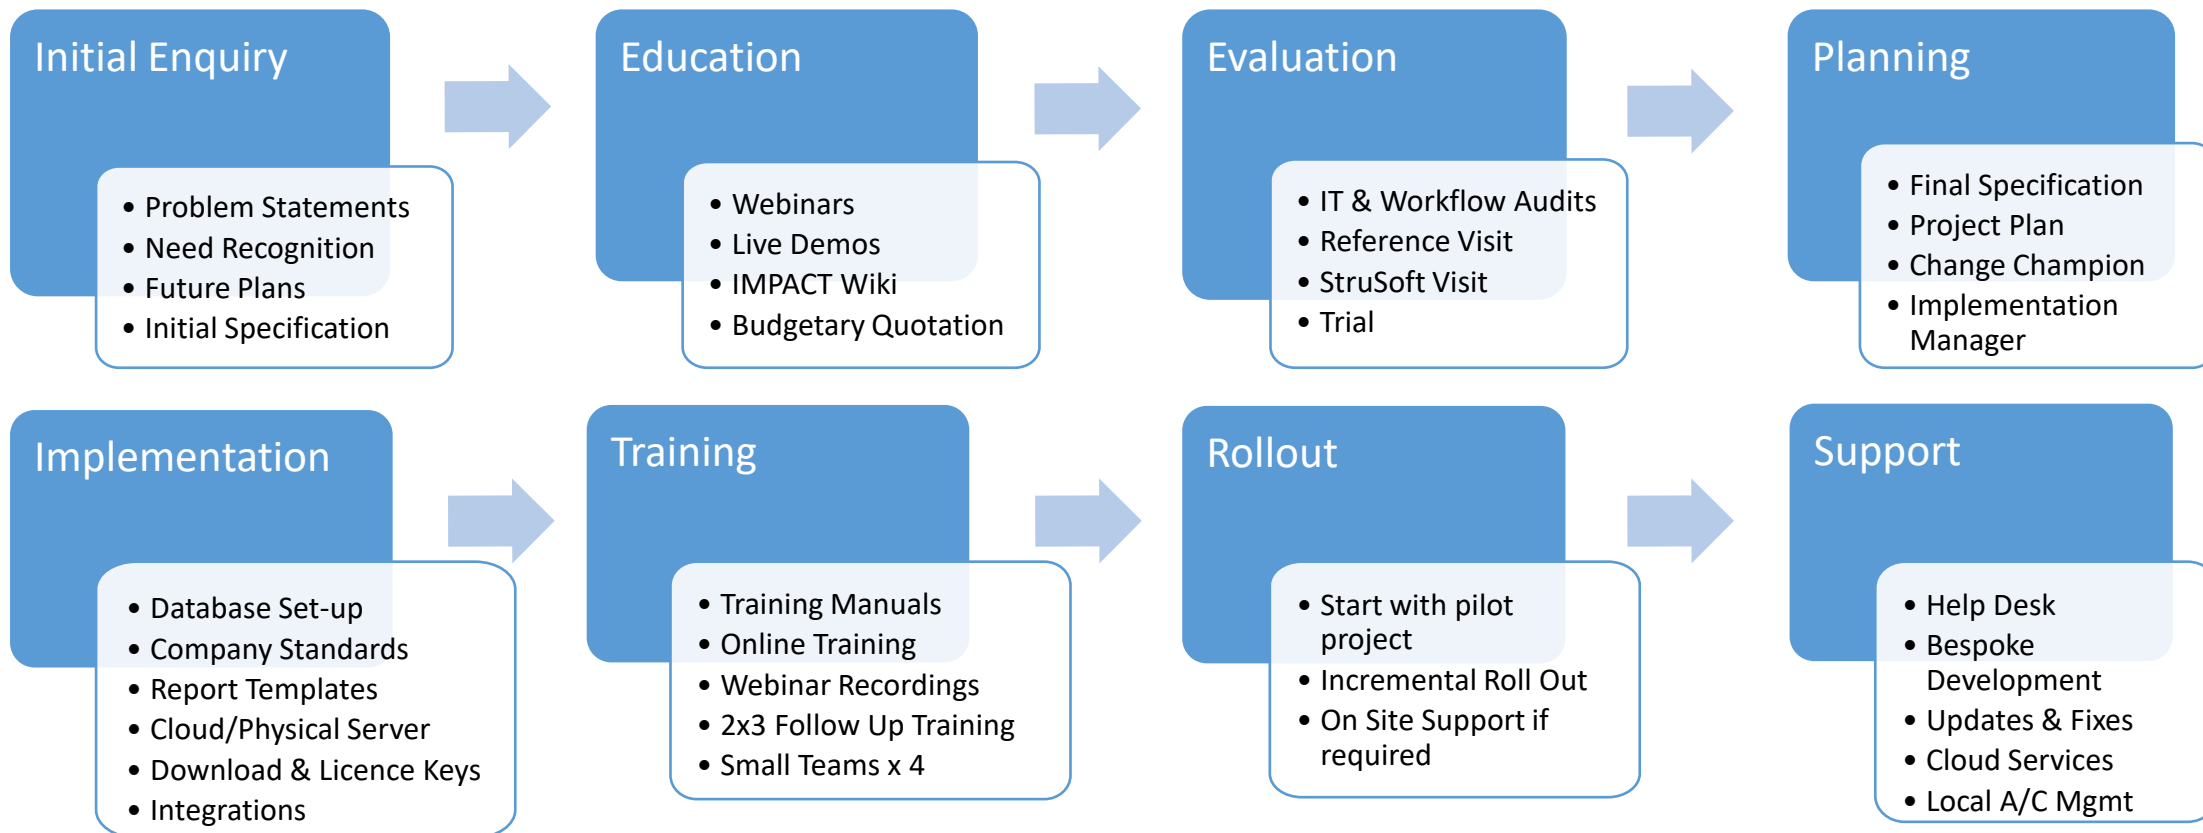 Initial Enquiry
• Problem Statements
• Need Recognition
• Future Plans
• Initial Specification
Education
• Webinars
• Live Demos
• IMPACT Wiki
• Budgetary Quotation
Evaluation
• IT & Workflow Audits
• Reference Visit
• StruSoft Visit
• Trial
Planning
• Final Specification
• Project Plan
• Change Champion
• Implementation
Manager
Implementation
• Database Set-up
• Company Standards
• Report Templates
• Cloud/Physical Server
• Download & Licence Keys
• Integrations
Training
• Training Manuals
• Online Training
• Webinar Recordings
• 2x3 Follow Up Training
• Small Teams x 4
Rollout
• Start with pilot
project
• Incremental Roll Out
• On Site Support if
required
Support
• Help Desk
• Bespoke
Development
• Updates & Fixes
• Cloud Services
• Local A/C Mgmt